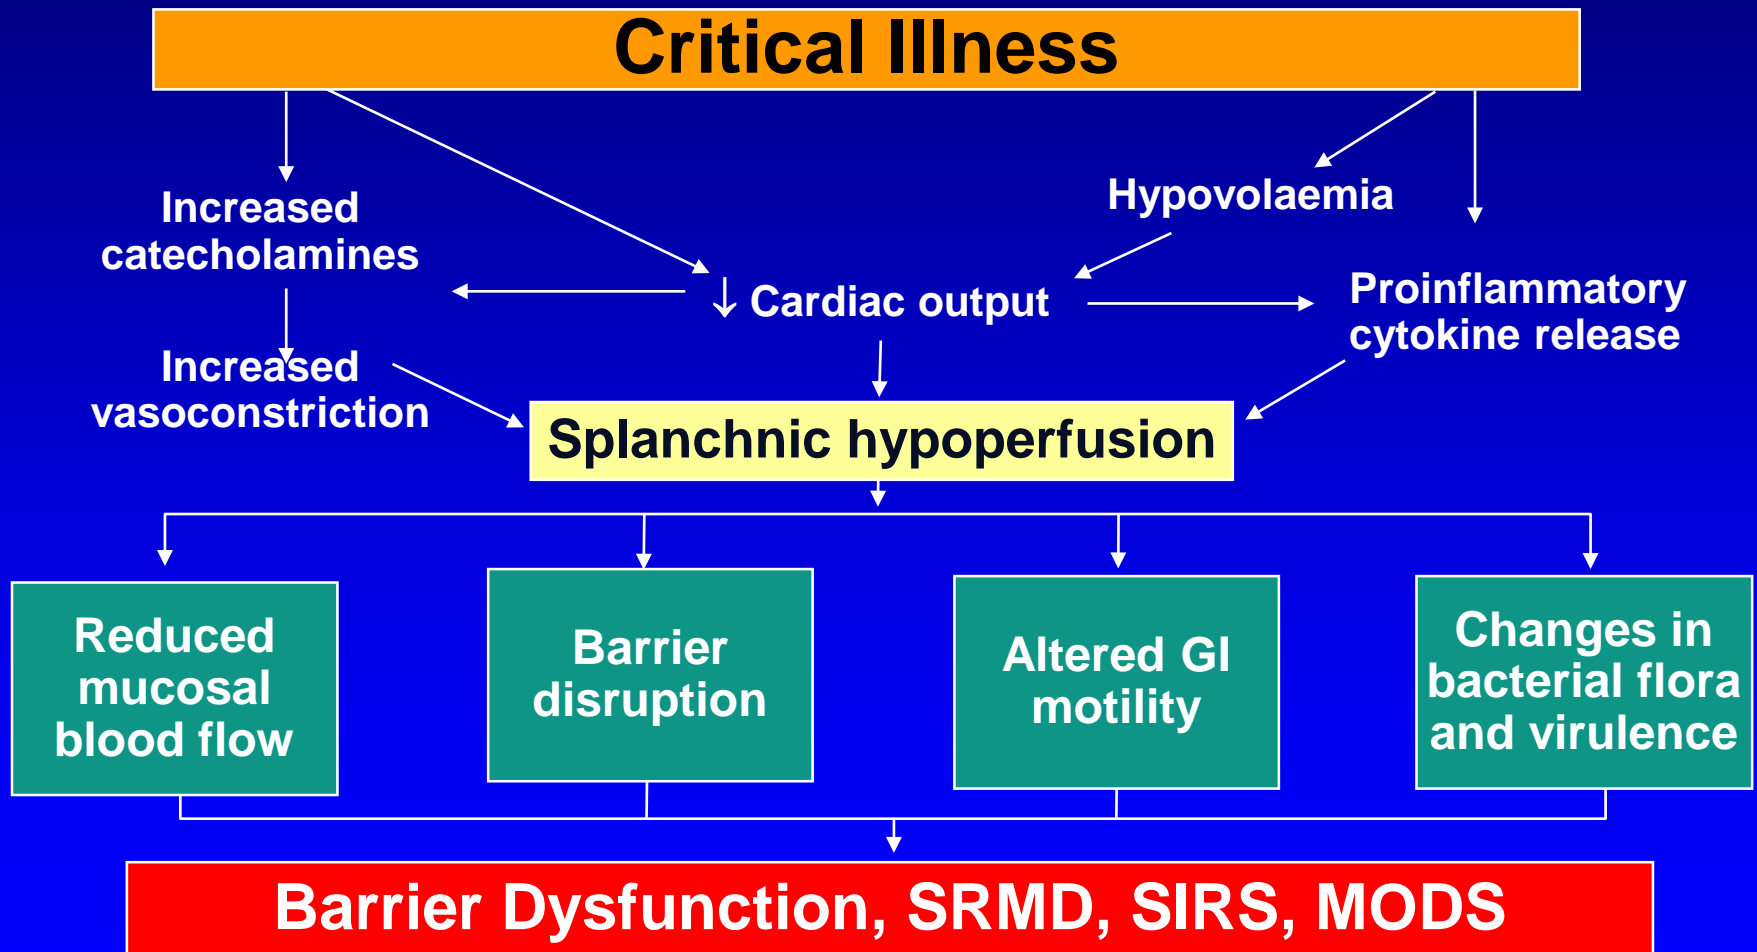 Critical Illness
Increased
catecholamines
Hypovolaemia
↓ Cardiac output
Proinflammatory
cytokine release
Increased
vasoconstriction
Splanchnic hypoperfusion
Reduced
mucosal
blood flow
Barrier
disruption
Altered GI
motility
Changes in
bacterial flora
and virulence
Barrier Dysfunction, SRMD, SIRS, MODS